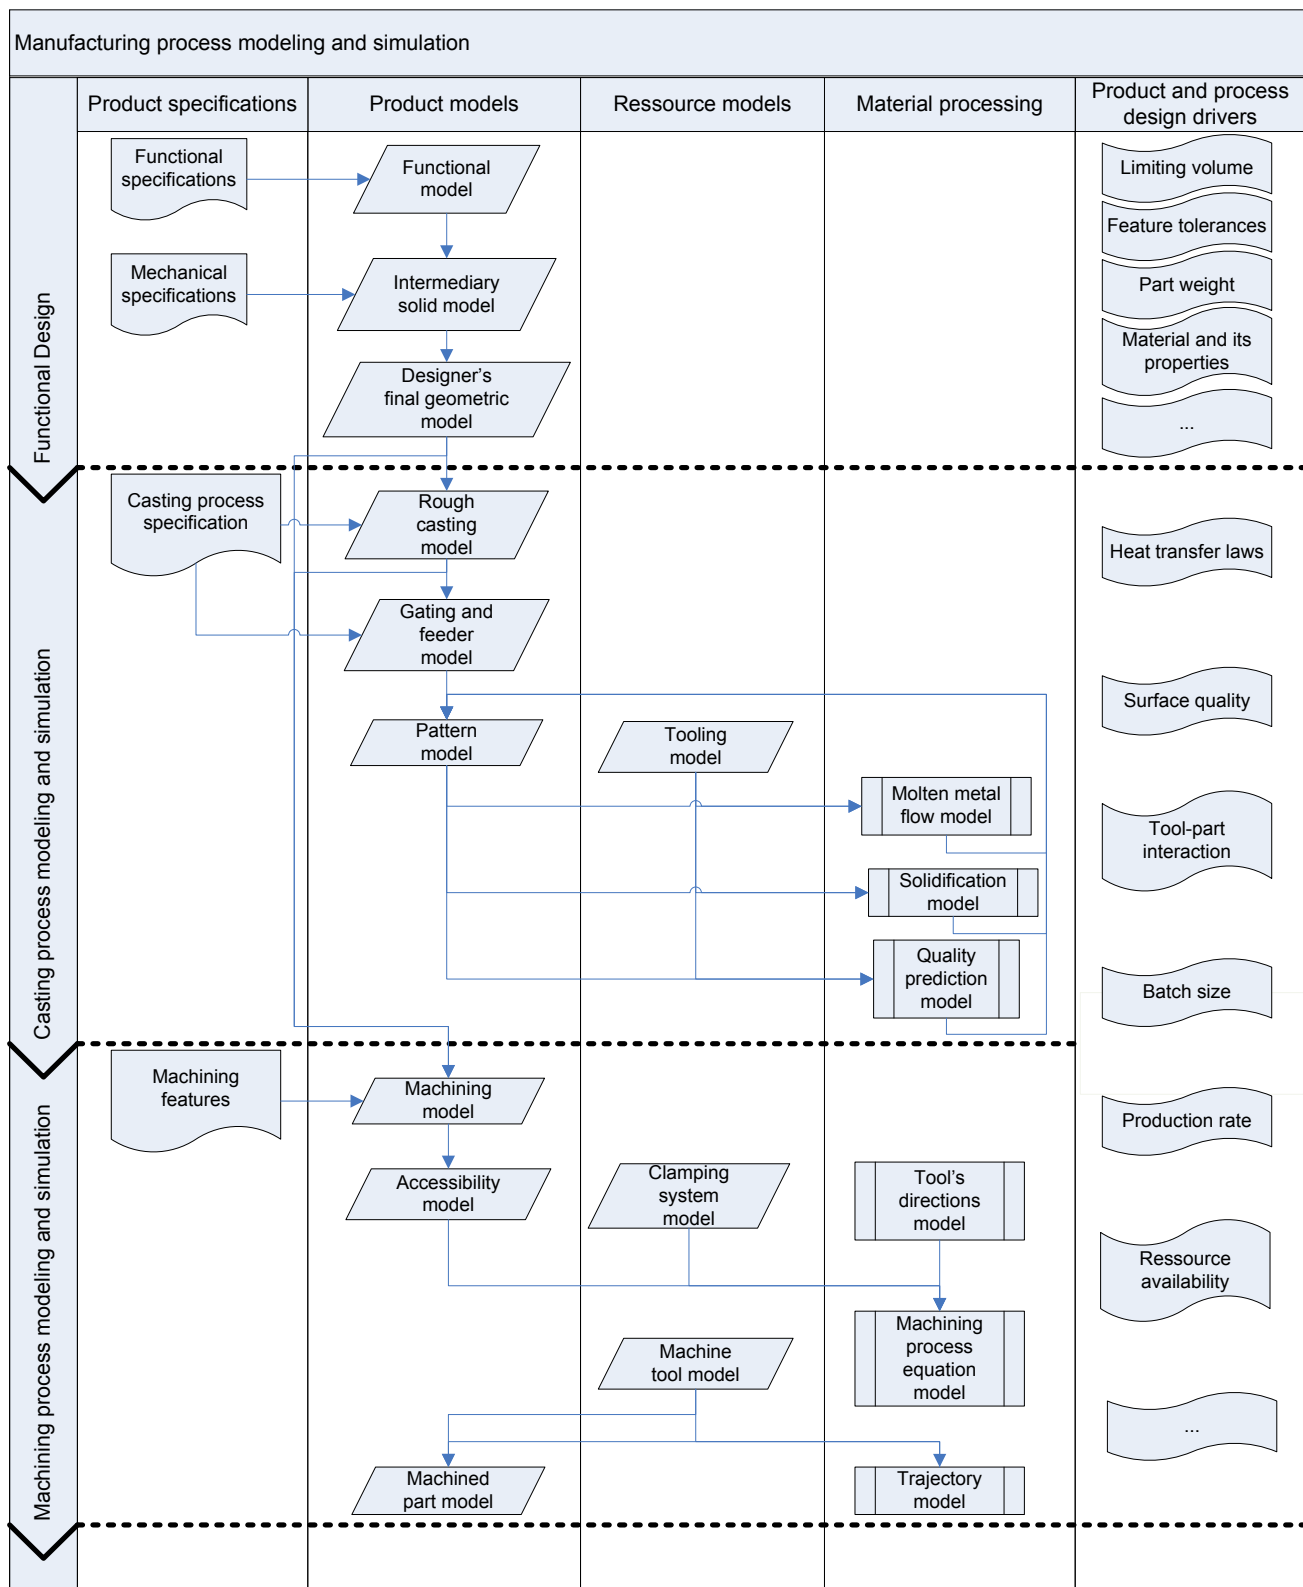 Manufacturing process modeling and simulation
Product specifications
Product models
Ressource models
Material processing
Product and process
design drivers
Functional Design
Functional
specifications
Functional
model
Limiting volume
Feature tolerances
Mechanical
specifications
Intermediary
solid model
Part weight
Material and its
properties
Designer's
final geometric
model
...
Casting process modeling and simulation
Casting process
specification
Rough
casting
model
Heat transfer laws
Gating and
feeder
model
Surface quality
Pattern
model
Tooling
model
Molten metal
flow model
Tool-part
interaction
Solidification
model
Quality
prediction
model
Batch size
Machining process modeling and simulation
Machining
features
Machining
model
Production rate
Accessibility
model
Clamping
system
model
Tool's
directions
model
Ressource
availability
Machining
process
equation
model
Machine
tool model
...
Machined
part model
Trajectory
model